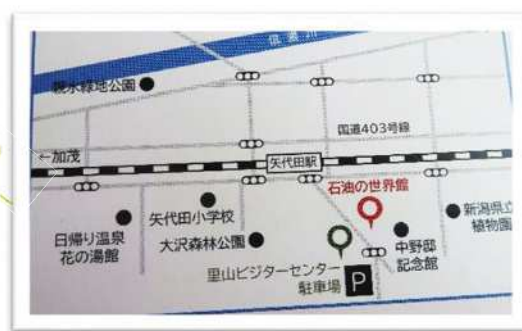 信濃川
親水緑地公園
国道403号線
←加茂
矢代田駅
石油の世界館
矢代田小学校
新潟県立
植物園
日帰り温泉
花の湯館
大沢森林公園
中野邸
記念館
里山ビジターセンター
駐車場
P